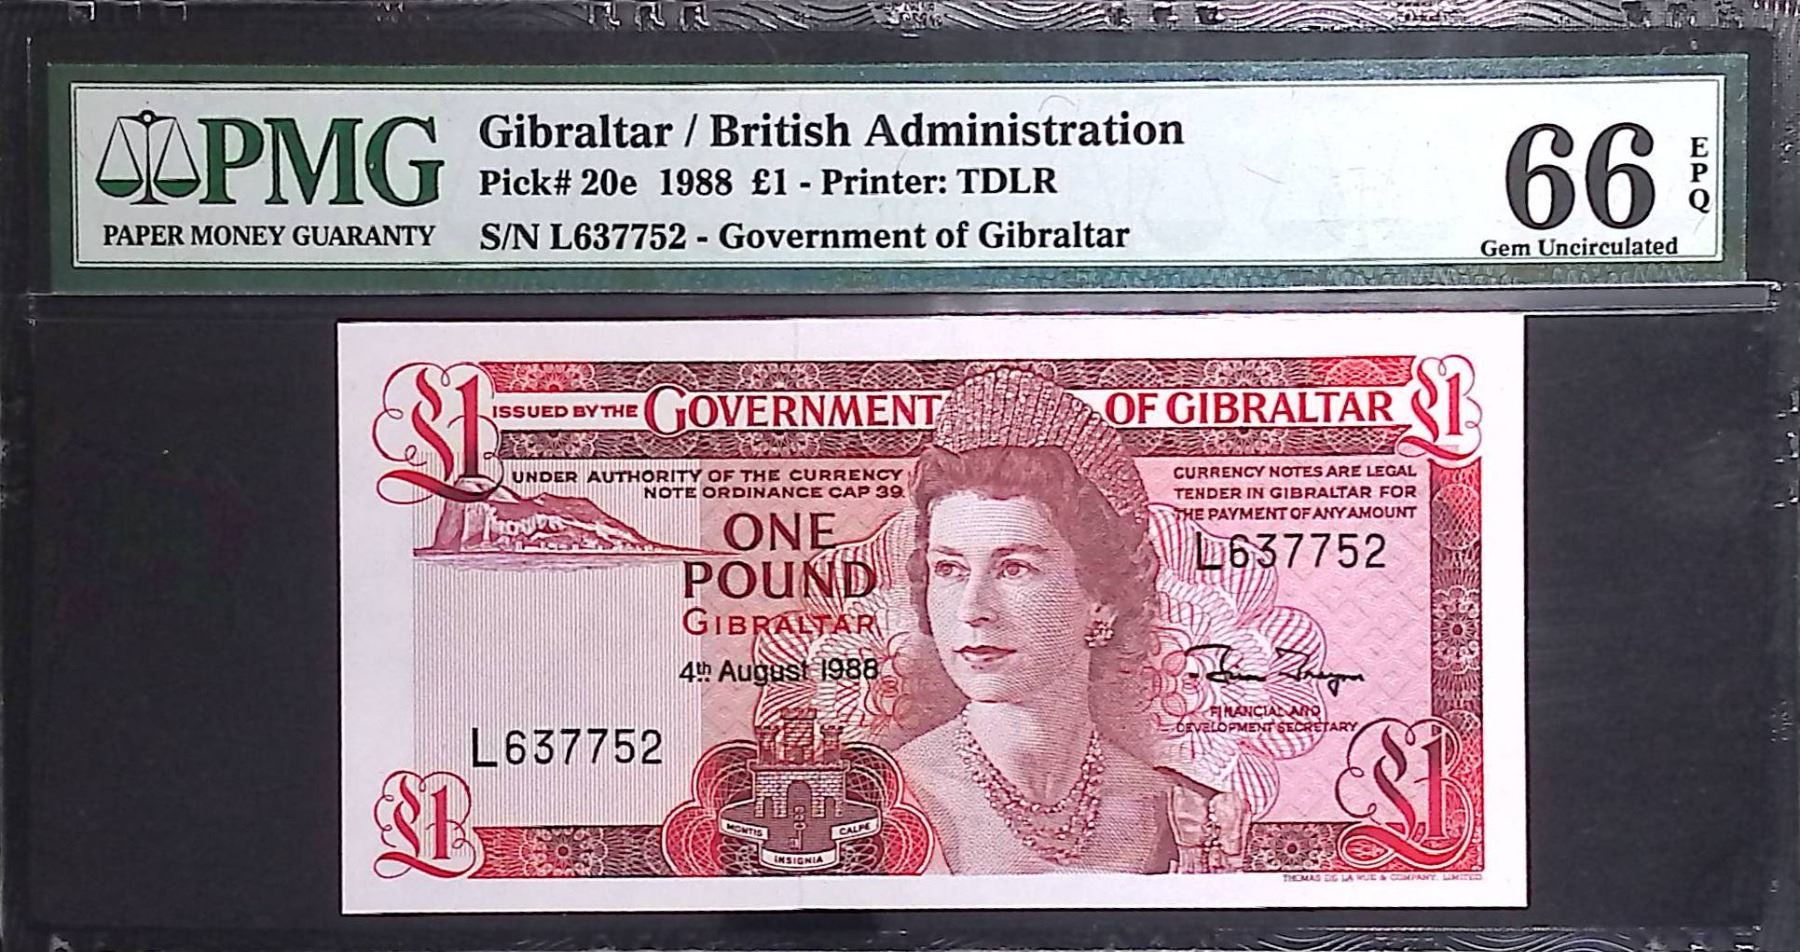 PMG
PAPER MONEY GUARANTY
Gibraltar / British Administration
Pick# 20e 1988 £1 - Printer: TDLR
S/N L637752 - Government of Gibraltar
66
EPQ
Gem Uncirculated
£1
ISSUED BY THE GOVERNMENT OF GIBRALTAR
£1
UNDER AUTHORITY OF THE CURRENCY
NOTE ORDINANCE CAP 39
CURRENCY NOTES ARE LEGAL
TENDER IN GIBRALTAR FOR
THE PAYMENT OF ANY AMOUNT
ONE
POUND
GIBRALTAR
4th August 1988
L637752
FINANCIAL AND
DEVELOPMENT SECRETARY
L637752
£1
MONTIS
INSIGNIA
CALPE
£1
THOMAS DE LA RUE & COMPANY, LIMITED